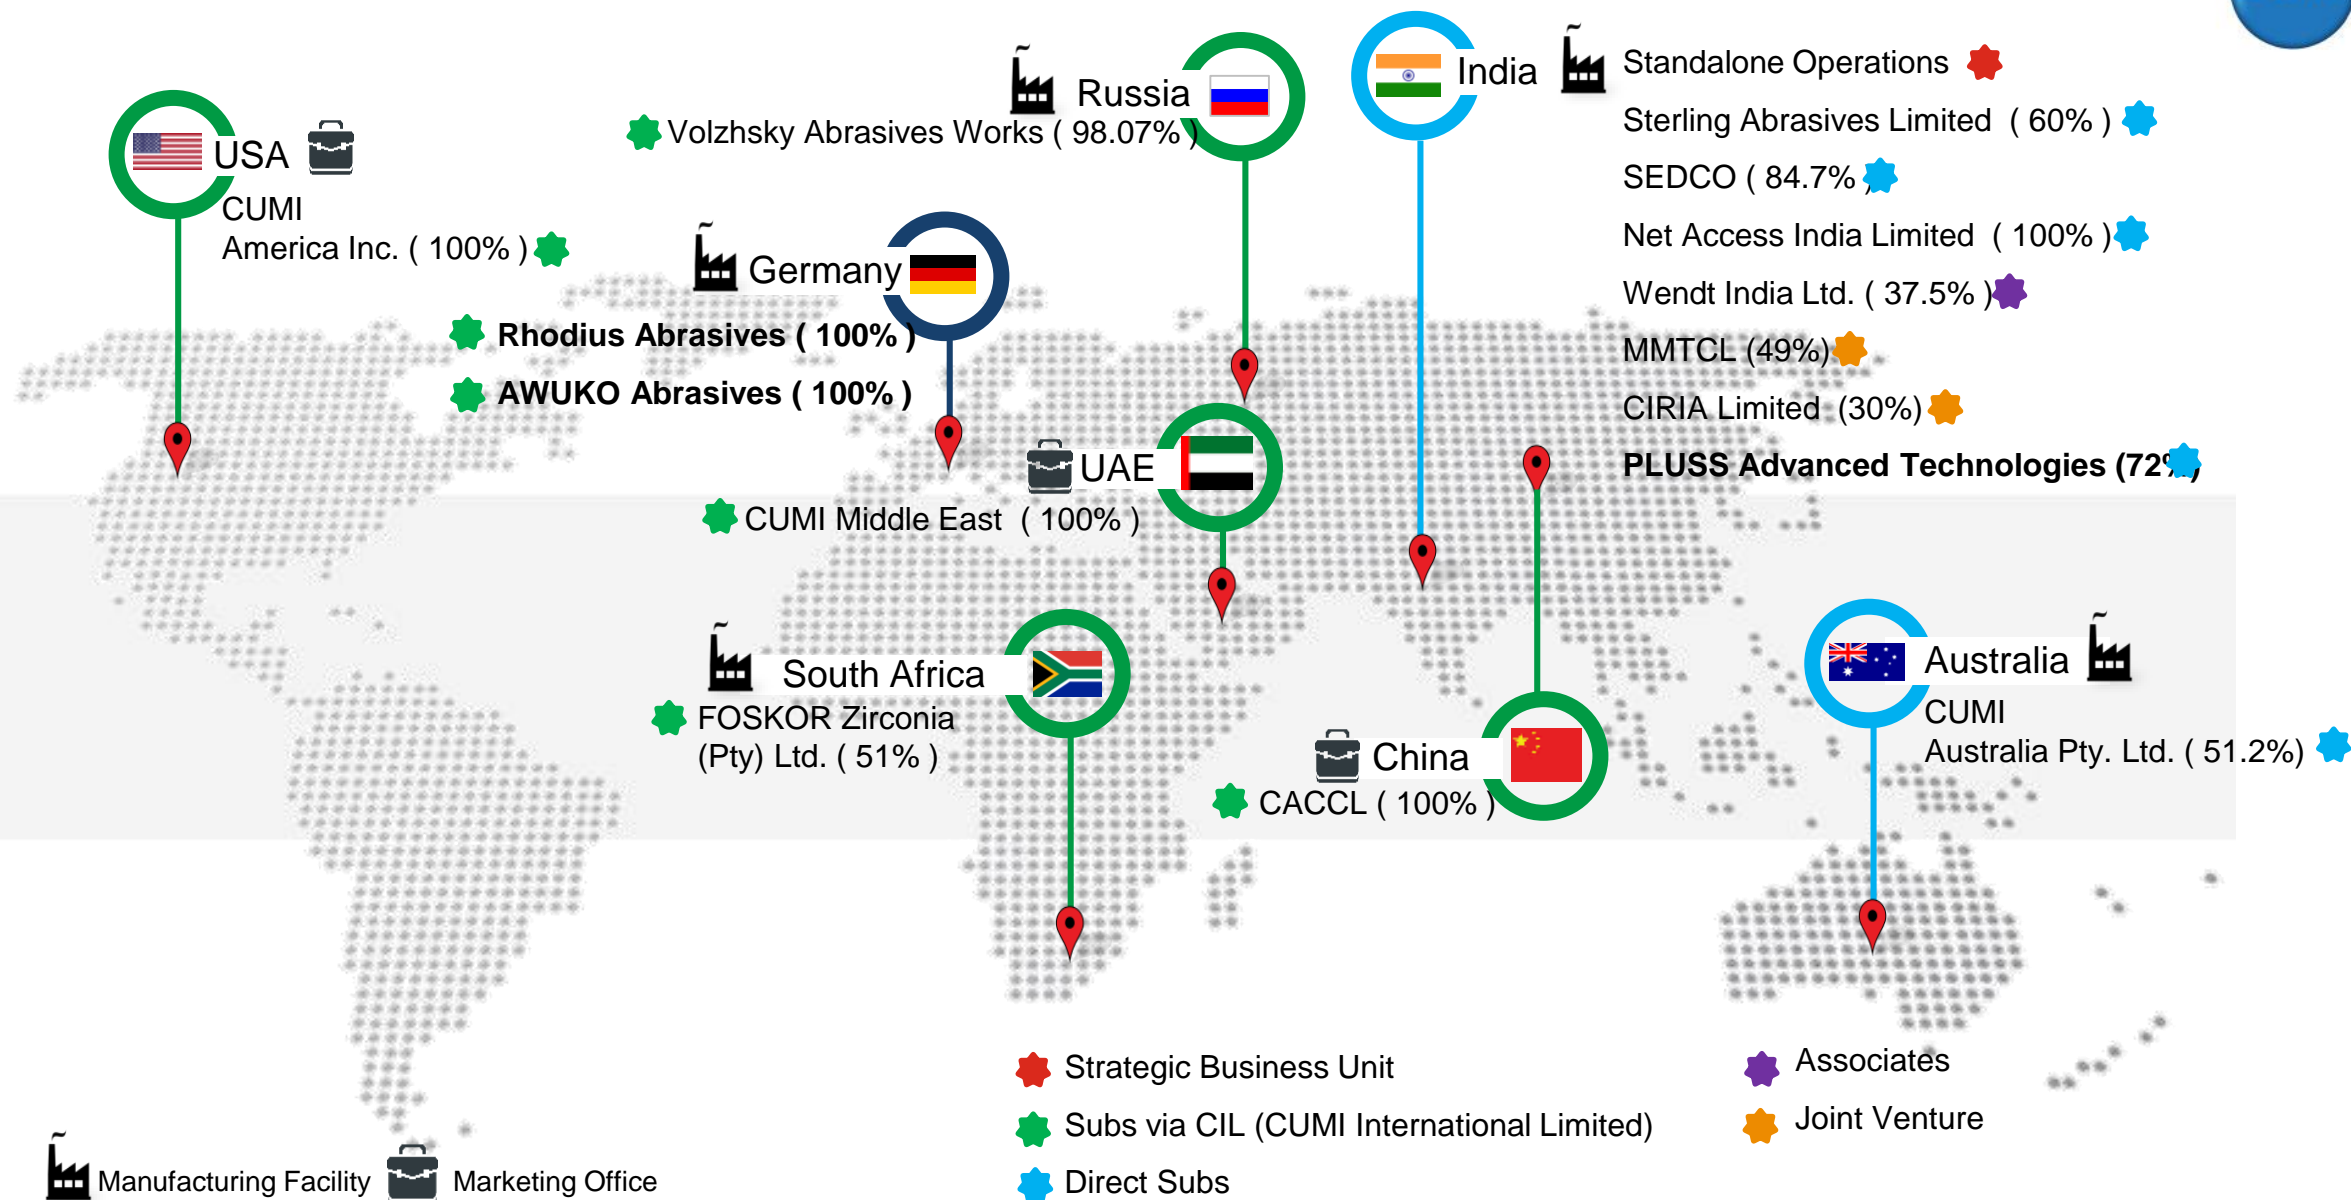 USA
CUMI
America Inc. ( 100% )
Russia
Volzhsky Abrasives Works ( 98.07% )
Germany
Rhodius Abrasives ( 100% )
AWUKO Abrasives ( 100% )
UAE
CUMI Middle East ( 100% )
South Africa
FOSKOR Zirconia
(Pty) Ltd. ( 51% )
China
CACCL ( 100% )
India
Standalone Operations
Sterling Abrasives Limited ( 60% )
SEDCO ( 84.7% )
Net Access India Limited ( 100% )
Wendt India Ltd. ( 37.5% )
MMTCL (49%)
CIRIA Limited (30%)
PLUSS Advanced Technologies (72%)
Australia
CUMI
Australia Pty. Ltd. ( 51.2%)
Strategic Business Unit
Subs via CIL (CUMI International Limited)
Direct Subs
Associates
Joint Venture
Manufacturing Facility
Marketing Office